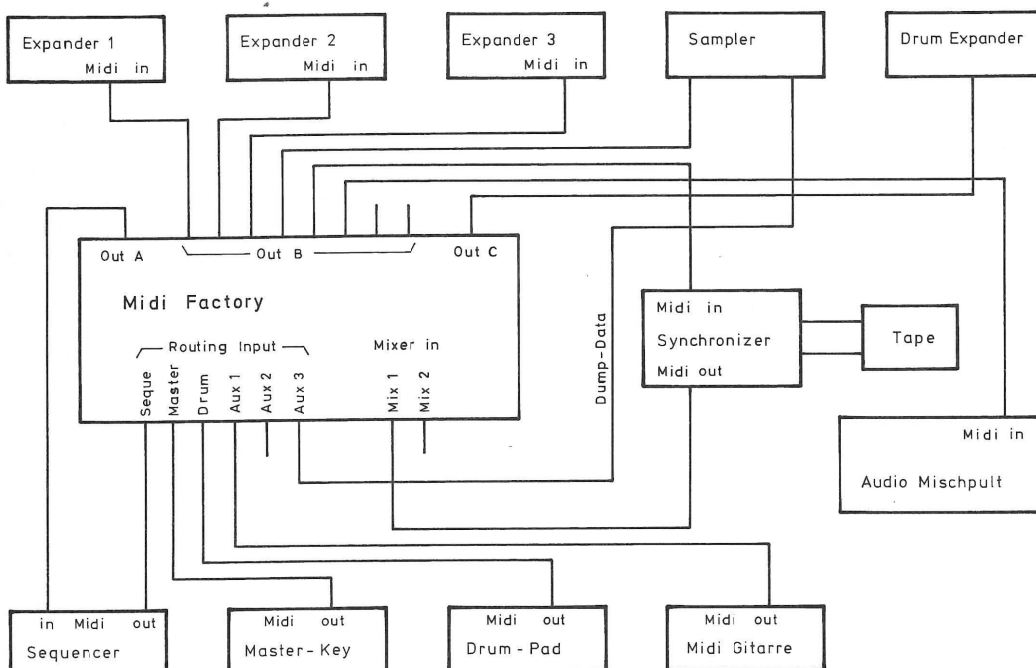 Expander 1
Midi in
Expander 2
Midi in
Expander 3
Midi in
Sampler
Drum Expander
Out A
Out B
Out C
Midi Factory
Routing Input
Mixer in
Seque
Master
Drum
Aux 1
Aux 2
Aux 3
Mix 1
Mix 2
Dump-Data
Midi in
Synchronizer
Midi out
Tape
Midi in
Audio Mischpult
in Midi out
Sequencer
Midi out
Master-Key
Midi out
Drum-Pad
Midi out
Midi Gitarre